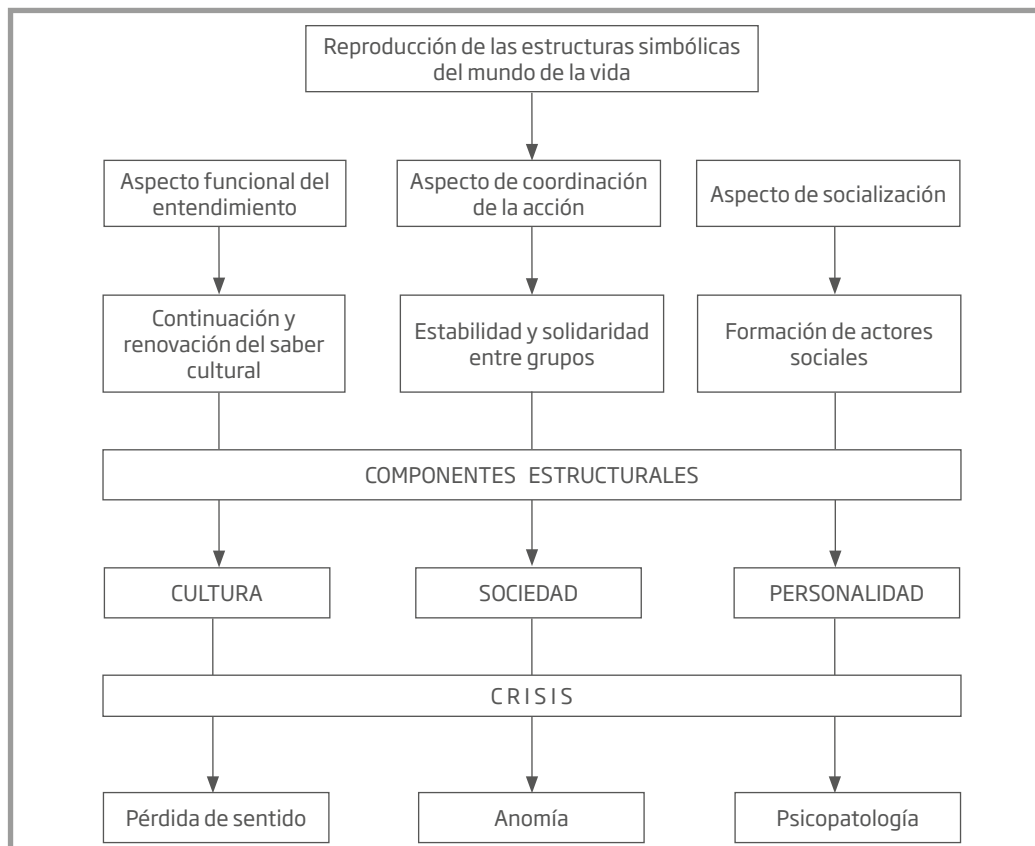 Reproducción de las estructuras simbólicas
del mundo de la vida
Aspecto funcional del
entendimiento
Aspecto de coordinación
de la acción
Aspecto de socialización
Continuación y
renovación del saber
cultural
Estabilidad y solidaridad
entre grupos
Formación de actores
sociales
COMPONENTES ESTRUCTURALES
CULTURA
SOCIEDAD
PERSONALIDAD
CRISIS
Pérdida de sentido
Anomía
Psicopatología